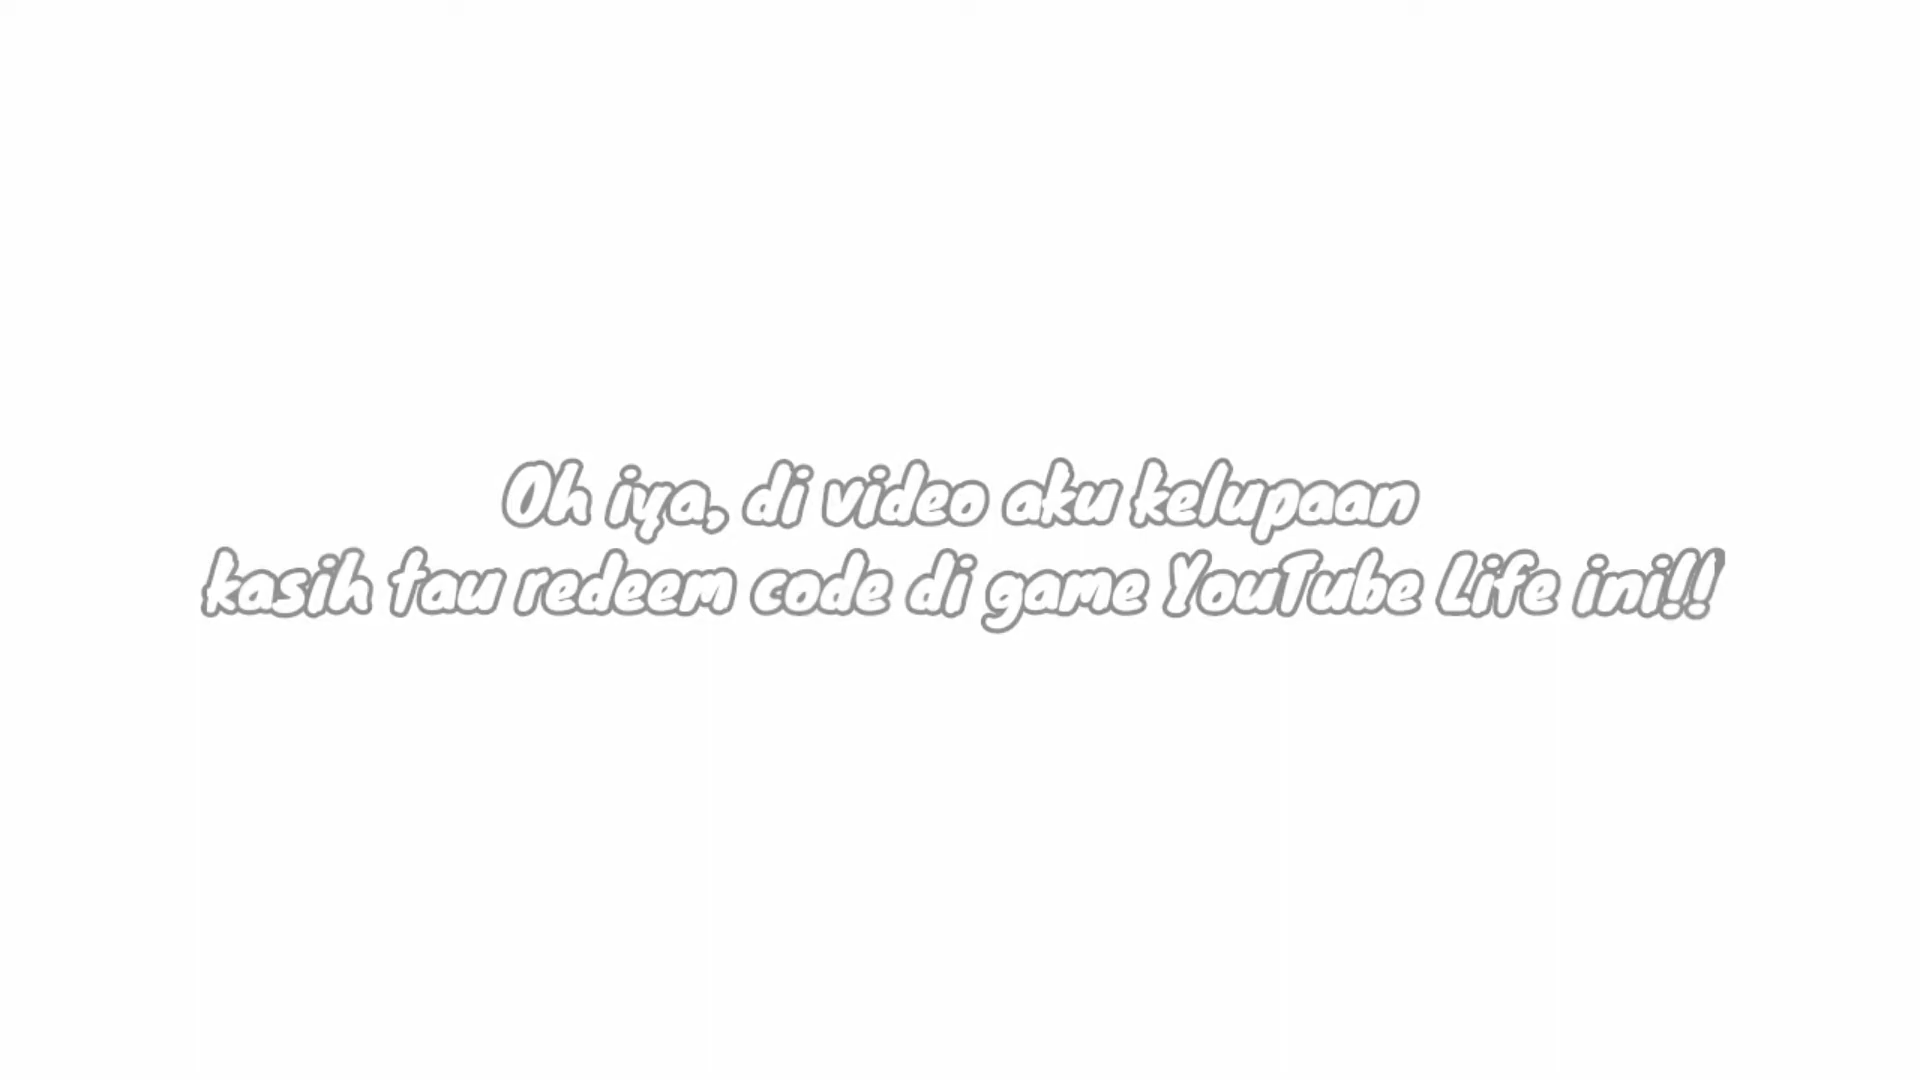 Oh iya, di video aku kelupaan
kasih tau redeem code di game YouTube Life ini!!